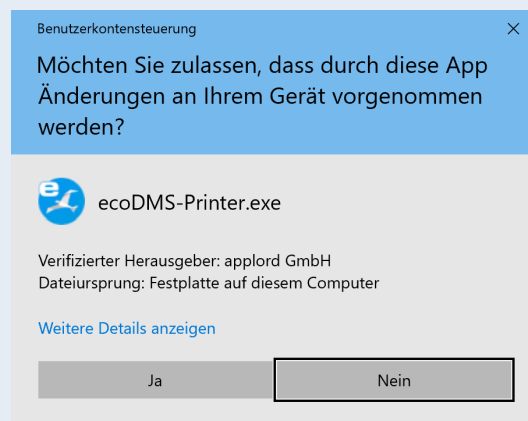 Benutzerkontensteuerung
Möchten Sie zulassen, dass durch diese App
Änderungen an Ihrem Gerät vorgenommen
werden?
e
ecoDMS-Printer.exe
Verifizierter Herausgeber: applord GmbH
Dateiursprung: Festplatte auf diesem Computer
Weitere Details anzeigen
Ja
Nein